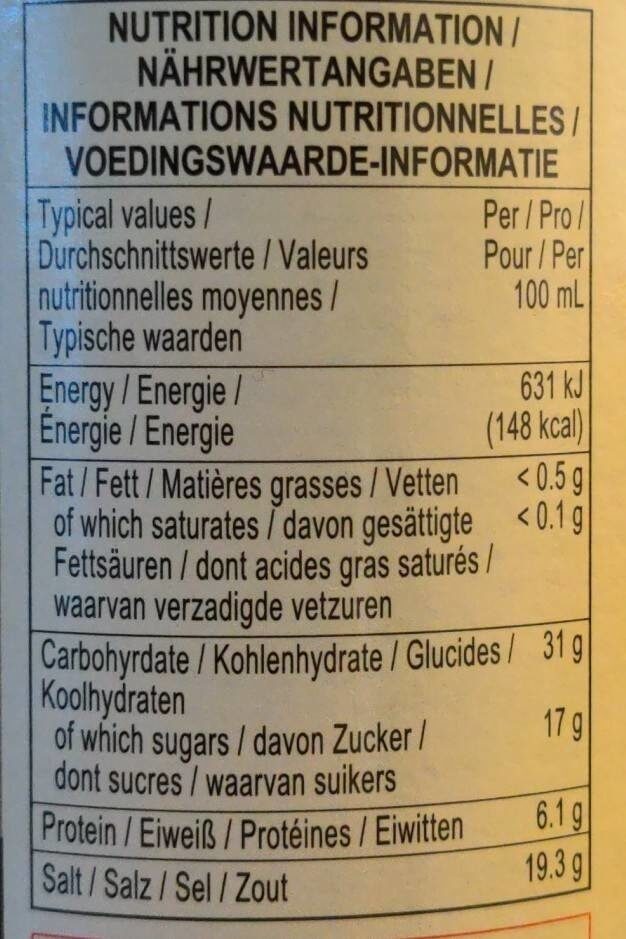 NUTRITION INFORMATION /
NÄHRWERTANGABEN /
INFORMATIONS NUTRITIONNELLES /
VOEDINGSWAARDE-INFORMATIE
Typical values / Per / Pro /
Durchschnittswerte / Valeurs Pour / Per
nutritionnelles moyennes / 100 mL
Typische waarden
Energy / Energie / 631 kJ
Énergie / Energie (148 kcal)
Fat / Fett / Matières grasses / Vetten < 0.5 g
of which saturates / davon gesättigte < 0.1 g
Fettsäuren / dont acides gras saturés /
waarvan verzadigde vetzuren
Carbohyrdate / Kohlenhydrate / Glucides / 31 g
Koolhydraten
of which sugars / davon Zucker / 17 g
dont sucres / waarvan suikers
Protein / Eiweiß / Protéines / Eiwitten 6.1 g
Salt / Salz / Sel / Zout 19.3 g